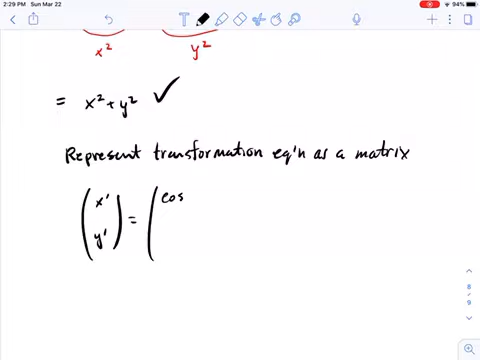 2:29 PM Sun Mar 22
94%
x² y²
= x² + y² ✓
Represent transformation eq'n as a matrix
( x' ) = ( cos
( y' )
8
9